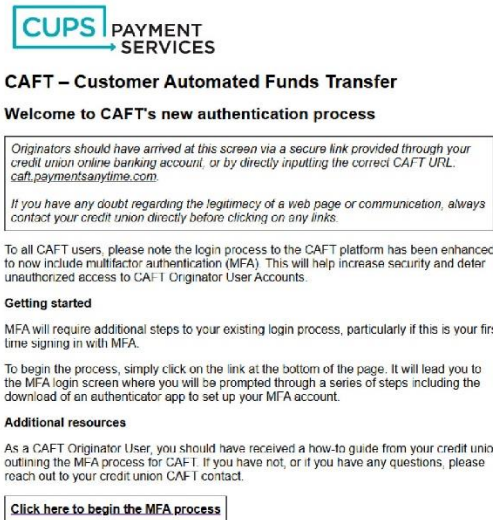 CUPS PAYMENT
SERVICES
CAFT – Customer Automated Funds Transfer
Welcome to CAFT's new authentication process
Originators should have arrived at this screen via a secure link provided through your
credit union online banking account, or by directly inputting the correct CAFT URL.
caft.paymentsanytime.com.
If you have any doubt regarding the legitimacy of a web page or communication, always
contact your credit union directly before clicking on any links.
To all CAFT users, please note the login process to the CAFT platform has been enhanced
to now include multifactor authentication (MFA). This will help increase security and deter
unauthorized access to CAFT Originator User Accounts.
Getting started
MFA will require additional steps to your existing login process, particularly if this is your firs
time signing in with MFA.
To begin the process, simply click on the link at the bottom of the page. It will lead you to
the MFA login screen where you will be prompted through a series of steps including the
download of an authenticator app to set up your MFA account.
Additional resources
As a CAFT Originator User, you should have received a how-to guide from your credit unio
outlining the MFA process for CAFT. If you have not, or if you have any questions, please
reach out to your credit union CAFT contact.
Click here to begin the MFA process